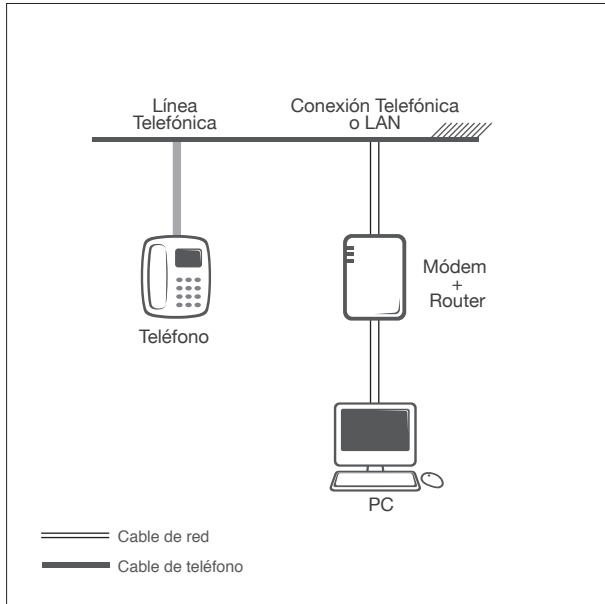 Línea
Telefónica
Conexión Telefónica
o LAN
Módem
+
Router
Teléfono
PC
Cable de red
Cable de teléfono